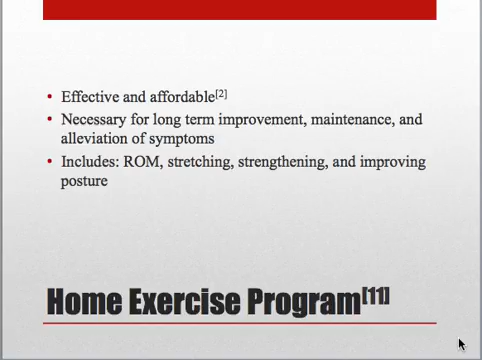 • Effective and affordable[2]
• Necessary for long term improvement, maintenance, and
alleviation of symptoms
• Includes: ROM, stretching, strengthening, and improving
posture
Home Exercise Program[11]